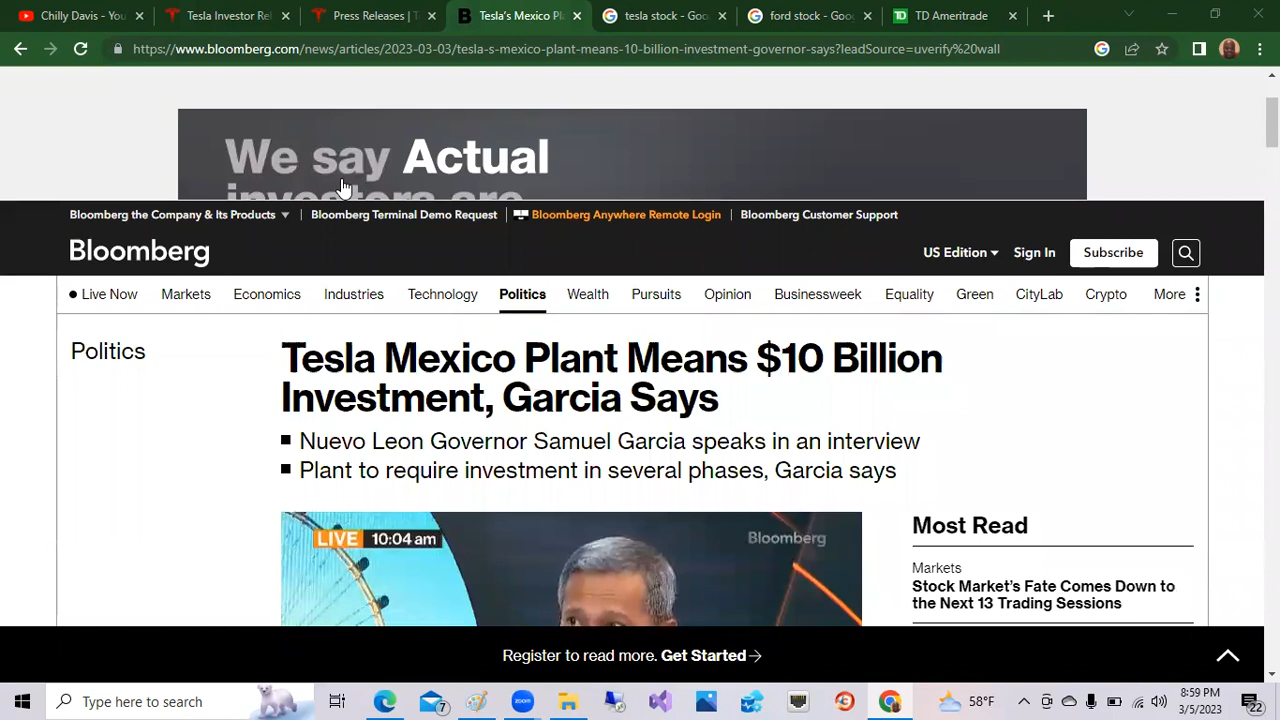 Chilly Davis - You
Tesla Investor Rel
Press Releases | T
Tesla's Mexico Pl
tesla stock - Goo
ford stock - Goog
TD Ameritrade
https://www.bloomberg.com/news/articles/2023-03-03/tesla-s-mexico-plant-means-10-billion-investment-governor-says?leadSource=uverify%20wall
We say Actual
investors are
Bloomberg the Company & Its Products
Bloomberg Terminal Demo Request
Bloomberg Anywhere Remote Login
Bloomberg Customer Support
Bloomberg
US Edition
Sign In
Subscribe
Live Now Markets Economics Industries Technology Politics Wealth Pursuits Opinion Businessweek Equality Green CityLab Crypto More
Politics
Tesla Mexico Plant Means $10 Billion
Investment, Garcia Says
Nuevo Leon Governor Samuel Garcia speaks in an interview
Plant to require investment in several phases, Garcia says
LIVE 10:04 am
Bloomberg
Most Read
Markets
Stock Market's Fate Comes Down to
the Next 13 Trading Sessions
Register to read more. Get Started
Type here to search
7
zoom
58°F
8:59 PM
3/5/2023
22